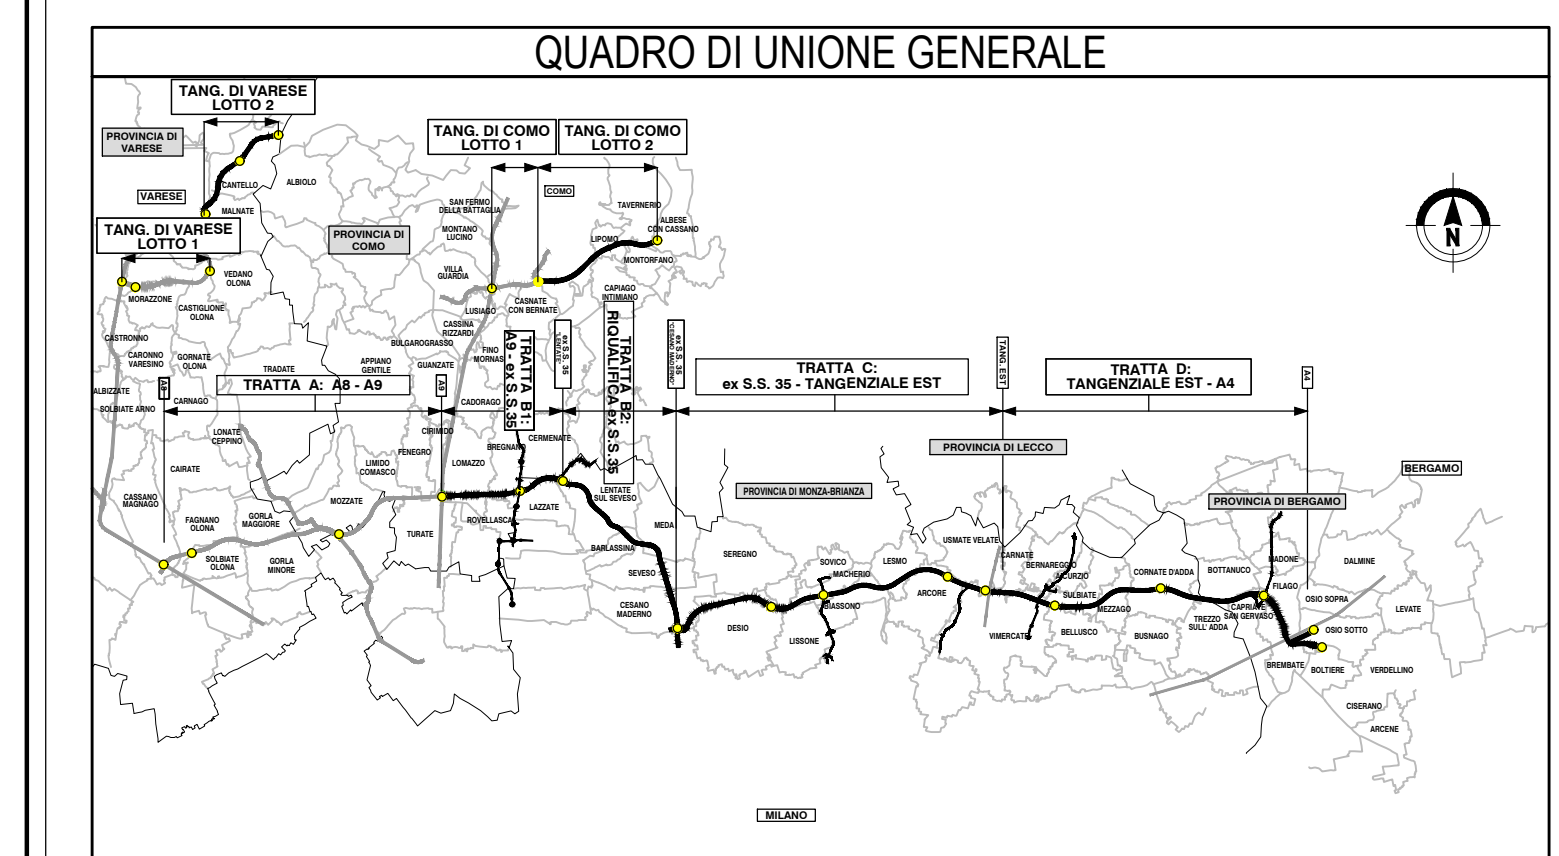 QUADRO DI UNIONE GENERALE
TANG. DI VARESE
LOTTO 2
PROVINCIA DI
VARESE
CANTELLO
ALBIOLO
VARESE
MALNATE
TANG. DI VARESE
LOTTO 1
PROVINCIA DI
COMO
VEDANO
OLONA
MORAZZONE
CASTIGLIONE
OLONA
TANG. DI COMO
LOTTO 1
TANG. DI COMO
LOTTO 2
COMO
SAN FERMO
DELLA BATTAGLIA
TAVERNERIO
ALBESE
CON CASSANO
MONTANO
LUCINO
LIPOMO
MONTORFANO
VILLA
GUARDIA
CAPIAGO
INTIMIANO
LUSIAGO
CASNATE
CON BERNATE
CASSINA
RIZZARDI
BULGAROGRASSO
FINO
MORNAS
N
CASTRONNO
CARONNO
VARESINO
GORNATE
OLONA
TRADATE
APPIANO
GENTILE
GUANZATE
ALBIZZATE
SOLBIATE ARNO
CARNAGO
A8
TRATTA A: A8 - A9
A9
TRATTA B1:
A9 - ex S.S.35
ex S.S. 35
"LENTATE"
TRATTA B2:
RIQUALIFICA ex S.S.35
ex S.S. 35
"CESANO MADERNO"
TRATTA C:
ex S.S. 35 - TANGENZIALE EST
TANG. EST
TRATTA D:
TANGENZIALE EST - A4
A4
CADORAGO
LONATE
CEPPINO
CIRIMIDO
FENEGRO
BREGNANO
CERMENATE
CAIRATE
LIMIDO
COMASCO
LOMAZZO
CASSANO
MAGNAGO
MOZZATE
LENTATE
SUL SEVESO
LAZZATE
FAGNANO
OLONA
GORLA
MAGGIORE
ROVELLASCA
TURATE
MEDA
SOLBIATE
OLONA
GORLA
MINORE
BARLASSINA
SEVESO
CESANO
MADERNO
PROVINCIA DI MONZA-BRIANZA
PROVINCIA DI LECCO
PROVINCIA DI BERGAMO
BERGAMO
SEREGNO
SOVICO
MACHERIO
LESMO
USMATE VELATE
CARNATE
BERNAREGGIO
AICURZIO
CORNATE D'ADDA
BOTTANUCO
MADONE
DALMINE
FILAGO
OSIO SOPRA
LEVATE
SULBIATE
MEZZAGO
ARCORE
BIASSONO
DESIO
LISSONE
VIMERCATE
BELLUSCO
BUSNAGO
TREZZO
SULL' ADDA
CAPRIATE
SAN GERVASO
OSIO SOTTO
BREMBATE
BOLTIERE
VERDELLINO
CISERANO
ARCENE
MILANO